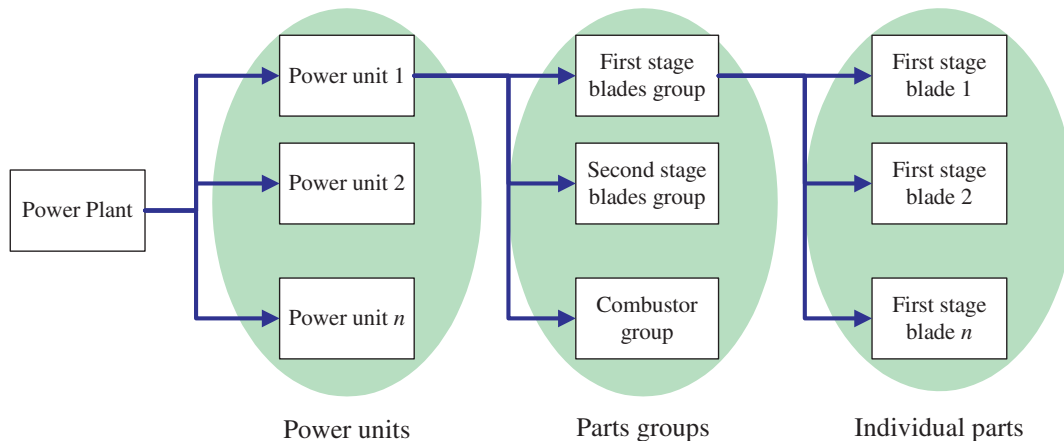 Power Plant
Power unit 1
Power unit 2
Power unit n
Power units
First stage
blades group
Second stage
blades group
Combustor
group
Parts groups
First stage
blade 1
First stage
blade 2
First stage
blade n
Individual parts